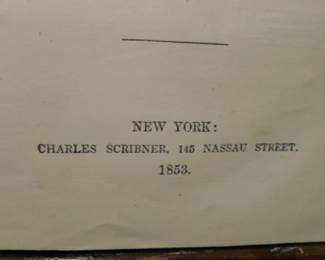 NEW YORK:
CHARLES SCRIBNER, 145 NASSAU STREET.
1853.